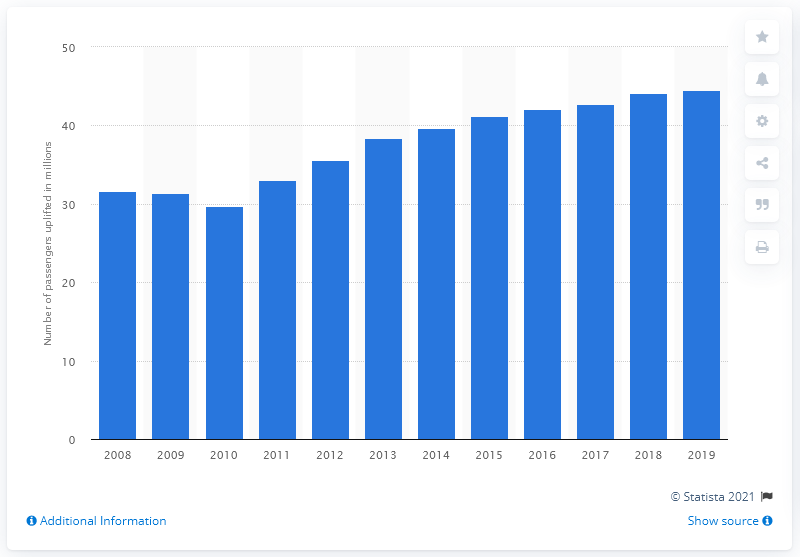 50
40
30
20
10
0
Number of passengers uplifted in millions
2008 2009 2010 2011 2012 2013 2014 2015 2016 2017 2018 2019
© Statista 2021
Additional Information
Show source